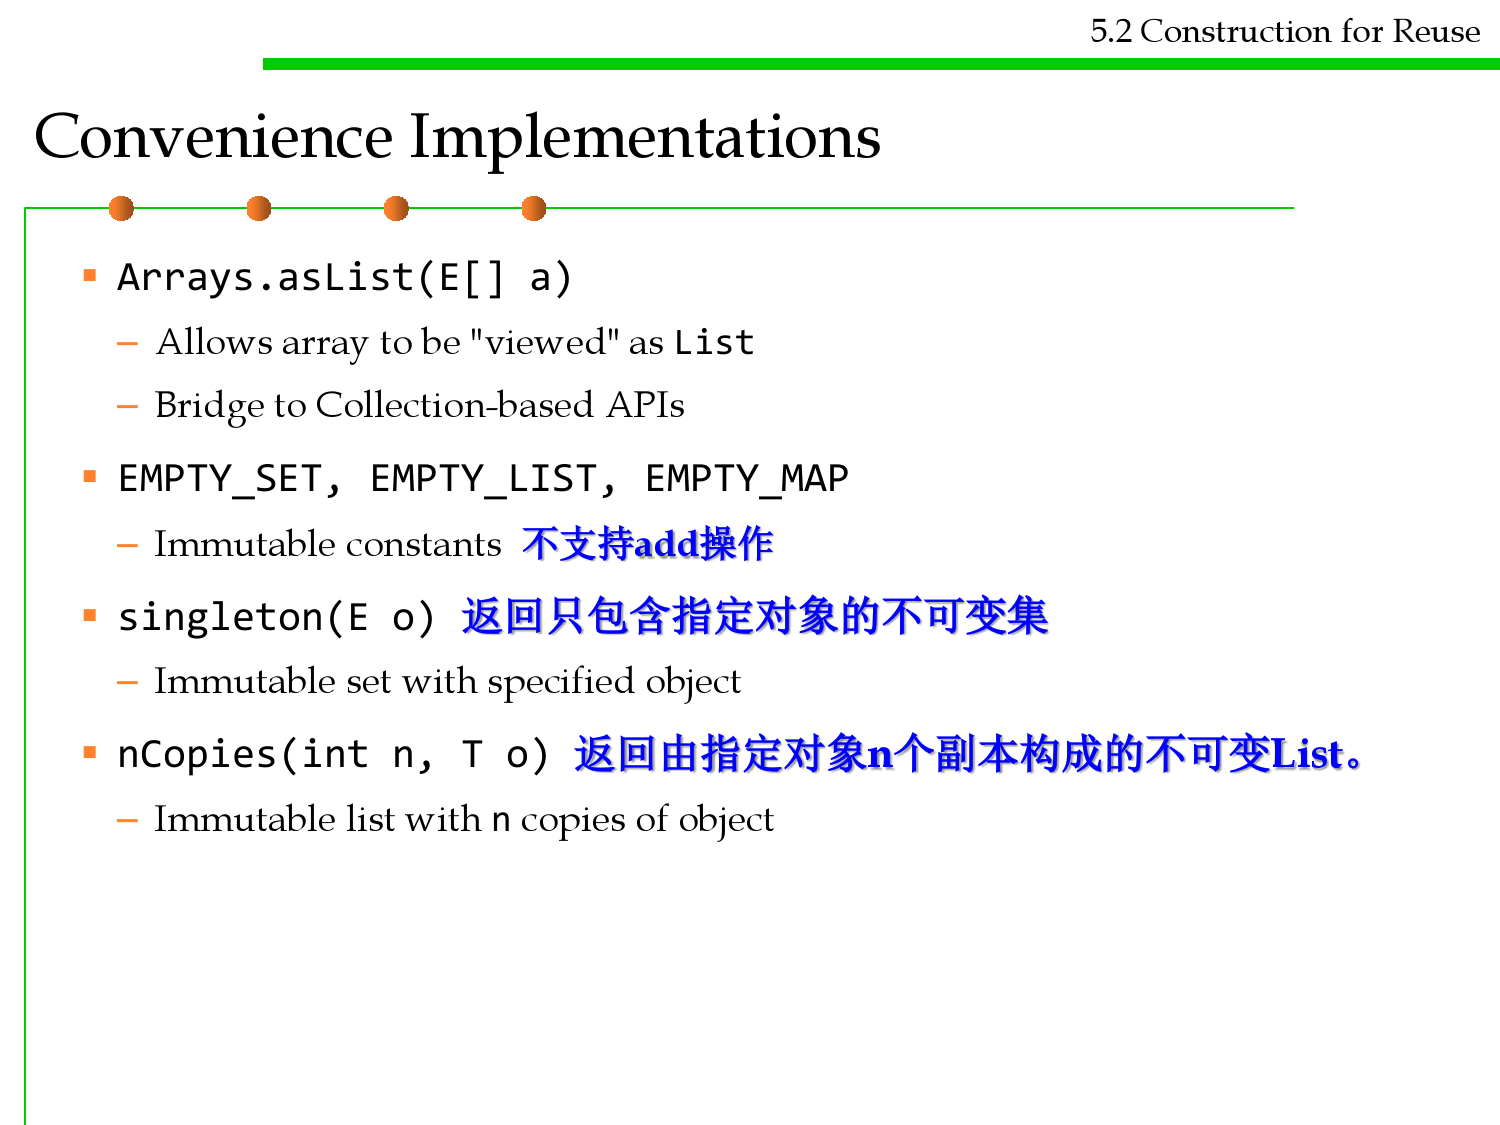 5.2 Construction for Reuse
Convenience Implementations
Arrays.asList(E[] a)
– Allows array to be "viewed" as List
– Bridge to Collection-based APIs
EMPTY_SET, EMPTY_LIST, EMPTY_MAP
– Immutable constants 不支持add操作
singleton(E o) 返回只包含指定对象的不可变集
– Immutable set with specified object
nCopies(int n, T o) 返回由指定对象n个副本构成的不可变List。
– Immutable list with n copies of object